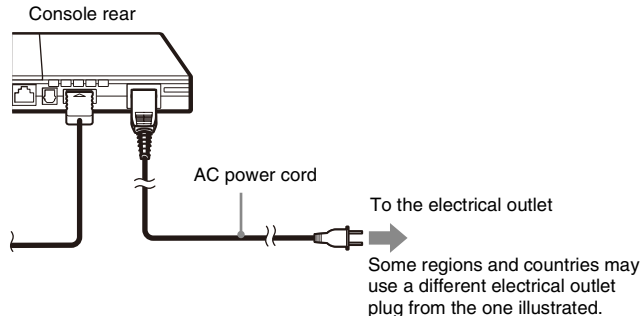 Console rear
AC power cord
To the electrical outlet
Some regions and countries may
use a different electrical outlet
plug from the one illustrated.